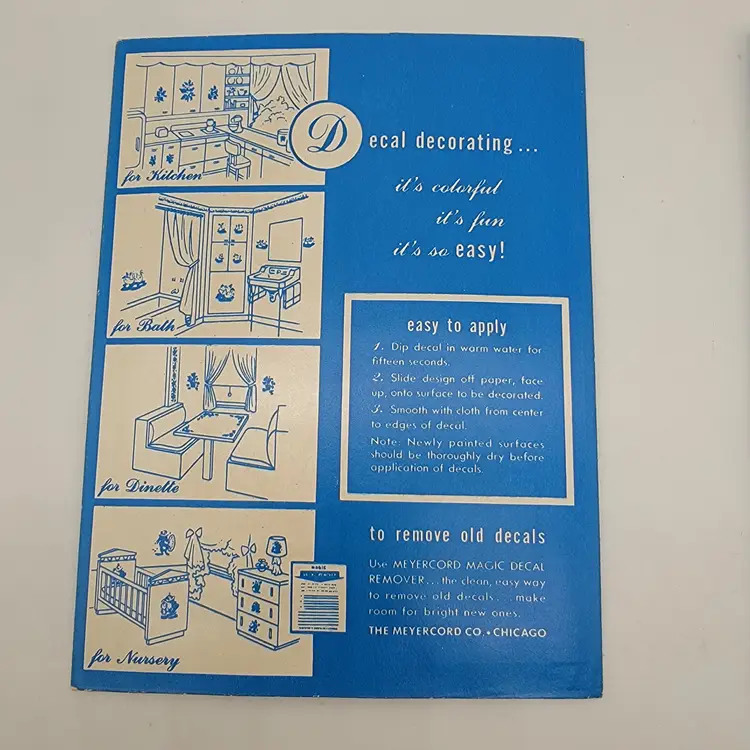 Decal decorating...
it's colorful
it's fun
it's so easy!
for Kitchen
for Bath
for Dinette
for Nursery
easy to apply
1. Dip decal in warm water for
fifteen seconds.
2. Slide design off paper, face
up, onto surface to be decorated.
3. Smooth with cloth from center
to edges of decal.
Note: Newly painted surfaces
should be thoroughly dry before
application of decals.
to remove old decals
Use MEYERCORD MAGIC DECAL
REMOVER...the clean, easy way
to remove old decals...make
room for bright new ones.
THE MEYERCORD CO. • CHICAGO
MAGIC